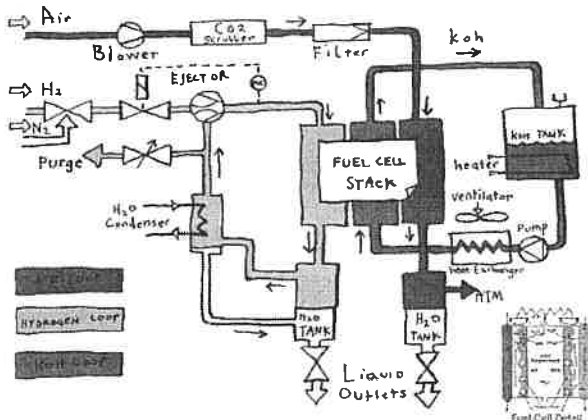 Air
Blower
CO2
Scrubber
Filter
koh
H2
EJECTOR
N2
Purge
FUEL CELL
STACK
KOH TANK
heater
ventilator
Pump
Heat Exchanger
H2O
Condenser
ATM
H2O
TANK
H2O
TANK
Liquid
Outlets
HYDROGEN LOOP
KOH LOOP
Fuel Cell Detail